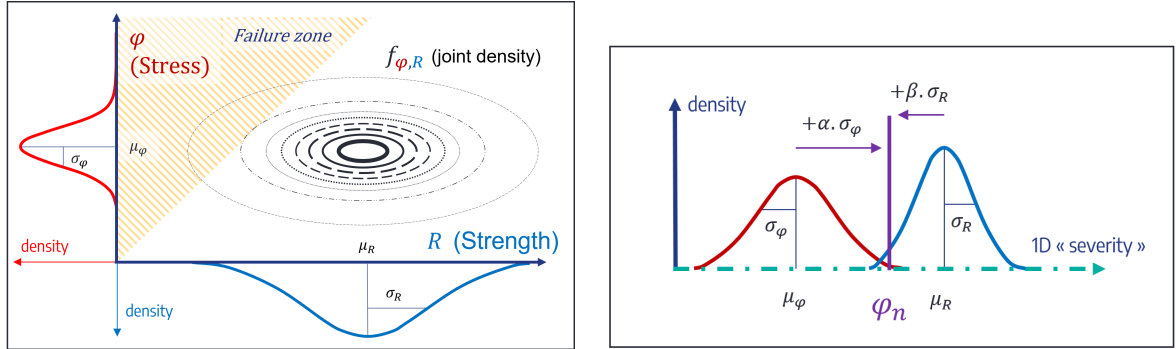 φ
(Stress)
Failure zone
f_{φ,R} (joint density)
μ_φ
σ_φ
μ_R
R (Strength)
density
σ_R
density
+β.σ_R
density
+α.σ_φ
σ_φ
σ_R
1D « severity »
μ_φ
φ_n
μ_R